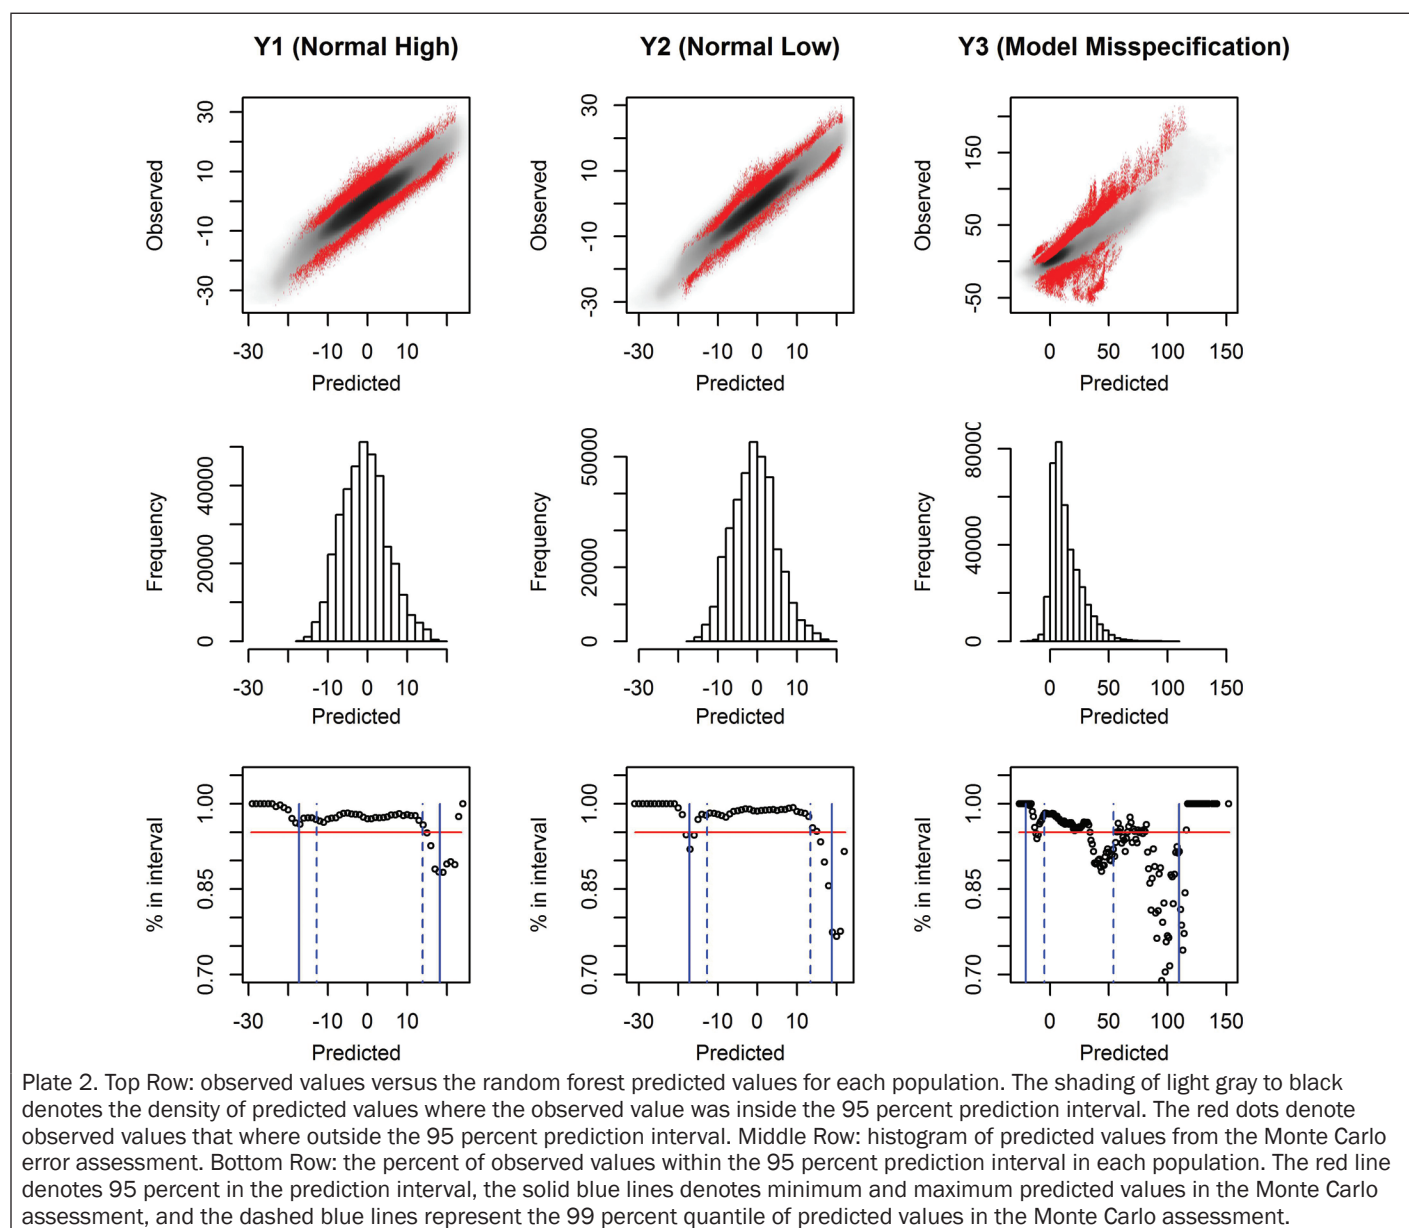 Y1 (Normal High)
Y2 (Normal Low)
Y3 (Model Misspecification)
Observed
30
10
-10
-30
-30
-10
0
10
Predicted
Observed
30
10
-10
-30
-30
-10
0
10
Predicted
Observed
150
50
-50
0
50
100
150
Predicted
Frequency
40000
20000
0
-30
-10
0
10
Predicted
Frequency
50000
20000
0
-30
-10
0
10
Predicted
Frequency
80000
40000
0
0
50
100
150
Predicted
% in interval
1.00
0.85
0.70
-30
-10
0
10
Predicted
% in interval
1.00
0.85
0.70
-30
-10
0
10
Predicted
% in interval
1.00
0.85
0.70
0
50
100
150
Predicted
Plate 2. Top Row: observed values versus the random forest predicted values for each population. The shading of light gray to black
denotes the density of predicted values where the observed value was inside the 95 percent prediction interval. The red dots denote
observed values that where outside the 95 percent prediction interval. Middle Row: histogram of predicted values from the Monte Carlo
error assessment. Bottom Row: the percent of observed values within the 95 percent prediction interval in each population. The red line
denotes 95 percent in the prediction interval, the solid blue lines denotes minimum and maximum predicted values in the Monte Carlo
assessment, and the dashed blue lines represent the 99 percent quantile of predicted values in the Monte Carlo assessment.